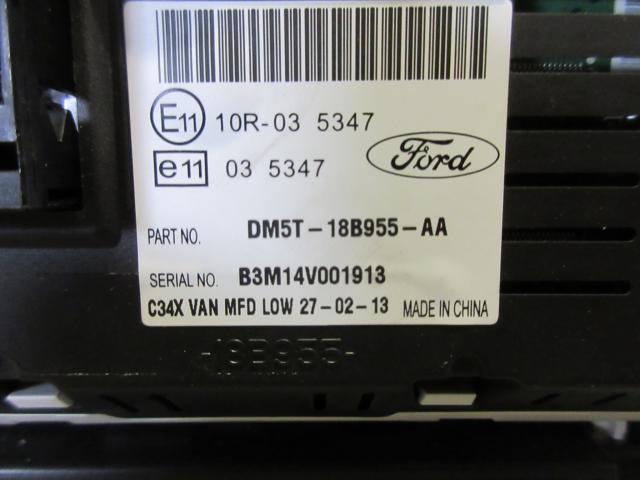 E11 10R-03 5347
e11 03 5347
Ford
PART NO. DM5T-18B955-AA
SERIAL NO. B3M14V001913
C34X VAN MFD LOW 27-02-13 MADE IN CHINA
-18B955-